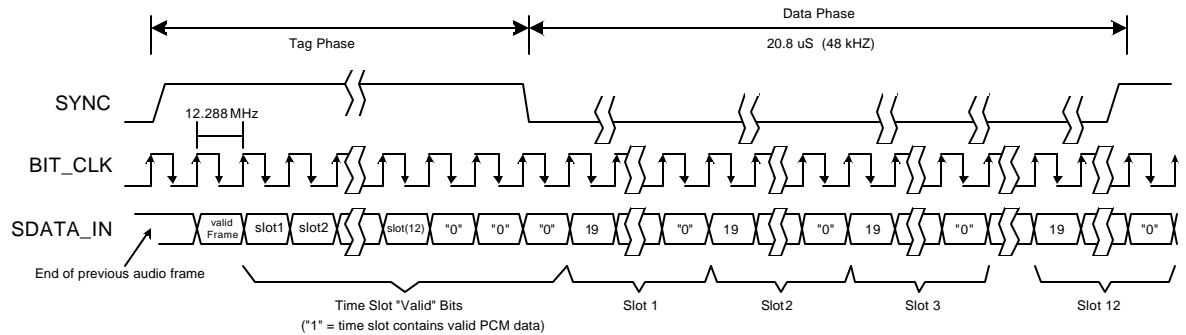 Data Phase
Tag Phase
20.8 uS (48 kHZ)
SYNC
12.288 MHz
BIT_CLK
SDATA_IN
valid
Frame
slot1
slot2
slot(12)
"0"
"0"
"0"
19
"0"
19
"0"
19
"0"
19
"0"
End of previous audio frame
Time Slot "Valid" Bits
("1" = time slot contains valid PCM data)
Slot 1
Slot2
Slot 3
Slot 12